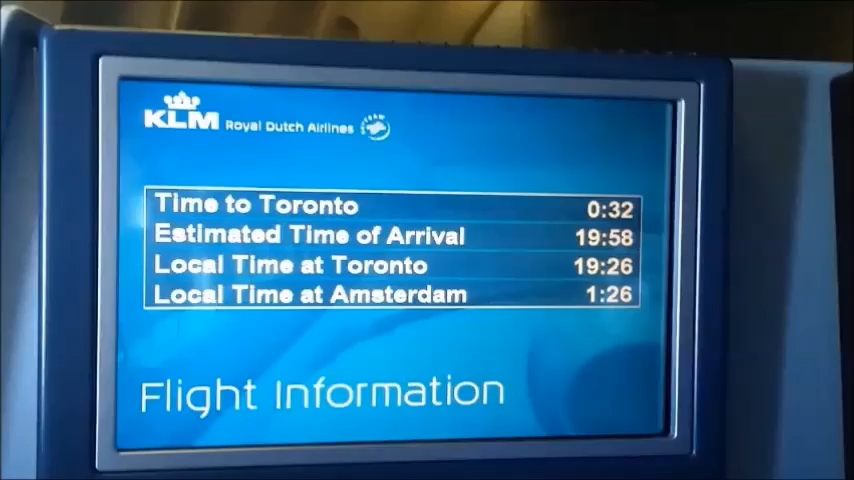 KLM Royal Dutch Airlines
Time to Toronto 0:32
Estimated Time of Arrival 19:58
Local Time at Toronto 19:26
Local Time at Amsterdam 1:26
Flight Information